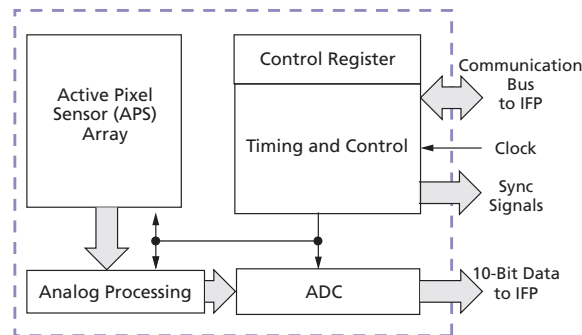 Active Pixel
Sensor (APS)
Array
Control Register
Timing and Control
Communication
Bus
to IFP
Clock
Sync
Signals
Analog Processing
ADC
10-Bit Data
to IFP